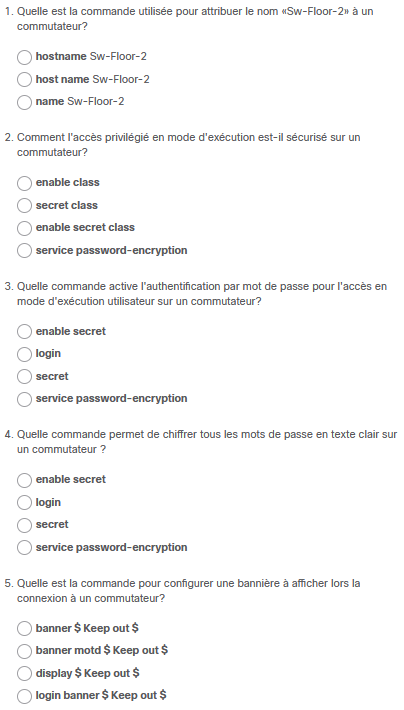 1. Quelle est la commande utilisée pour attribuer le nom «Sw-Floor-2» à un
commutateur?
hostname Sw-Floor-2
host name Sw-Floor-2
name Sw-Floor-2
2. Comment l'accès privilégié en mode d'exécution est-il sécurisé sur un
commutateur?
enable class
secret class
enable secret class
service password-encryption
3. Quelle commande active l'authentification par mot de passe pour l'accès en
mode d'exécution utilisateur sur un commutateur?
enable secret
login
secret
service password-encryption
4. Quelle commande permet de chiffrer tous les mots de passe en texte clair sur
un commutateur ?
enable secret
login
secret
service password-encryption
5. Quelle est la commande pour configurer une bannière à afficher lors la
connexion à un commutateur?
banner $ Keep out $
banner motd $ Keep out $
display $ Keep out $
login banner $ Keep out $